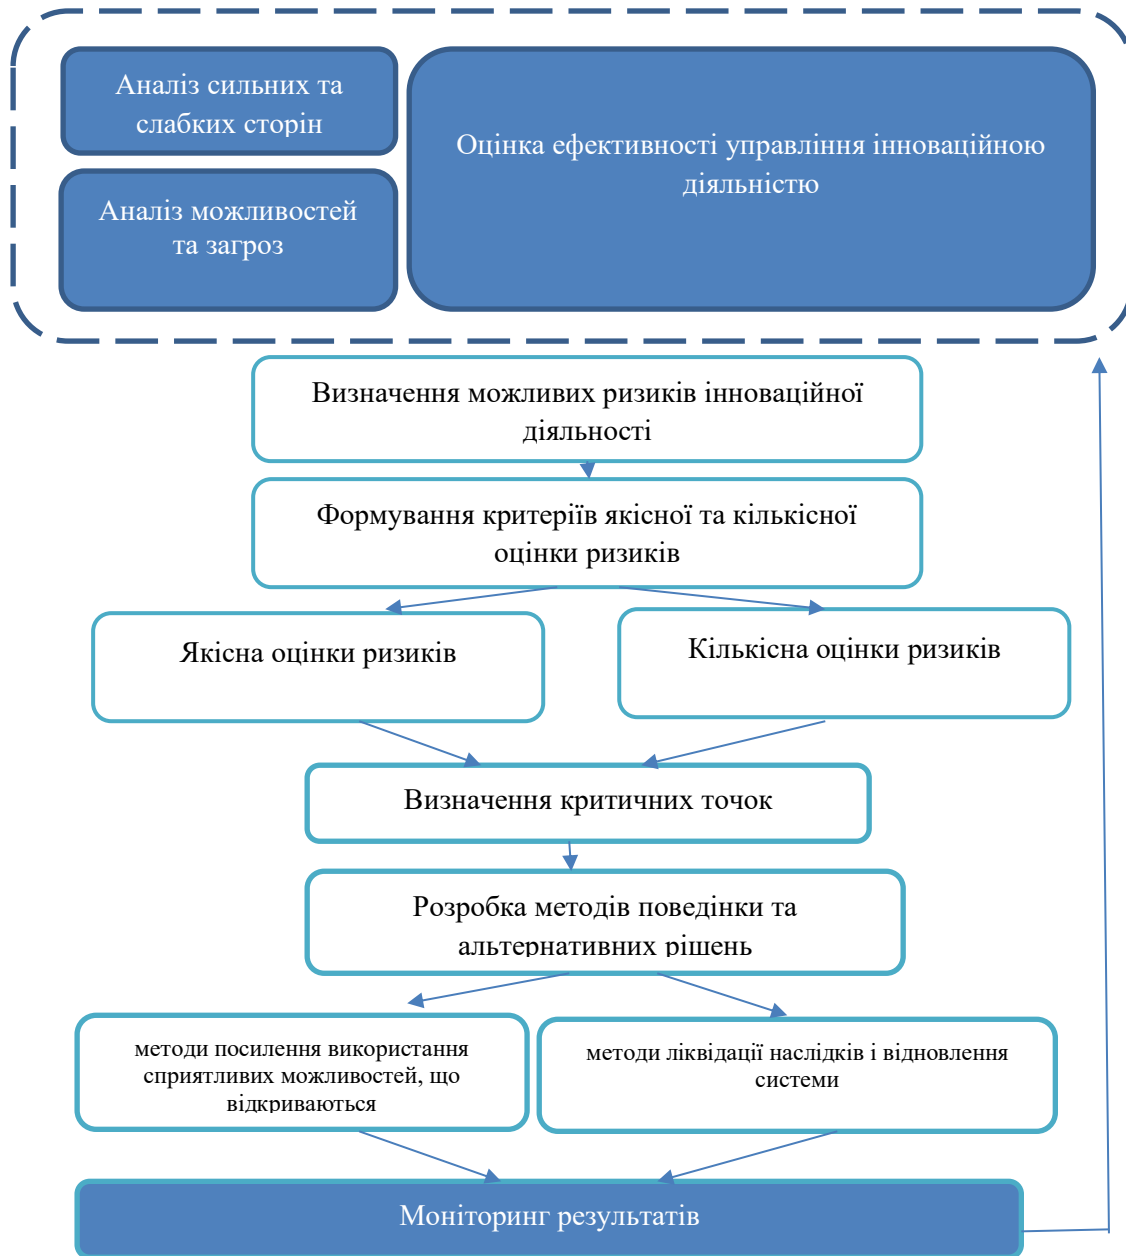 Аналіз сильних та
слабких сторін
Оцінка ефективності управління інноваційною
діяльністю
Аналіз можливостей
та загроз
Визначення можливих ризиків інноваційної
діяльності
Формування критеріїв якісної та кількісної
оцінки ризиків
Якісна оцінки ризиків
Кількісна оцінки ризиків
Визначення критичних точок
Розробка методів поведінки та
альтернативних рішень
методи посилення використання
сприятливих можливостей, що
відкриваються
методи ліквідації наслідків і відновлення
системи
Моніторинг результатів